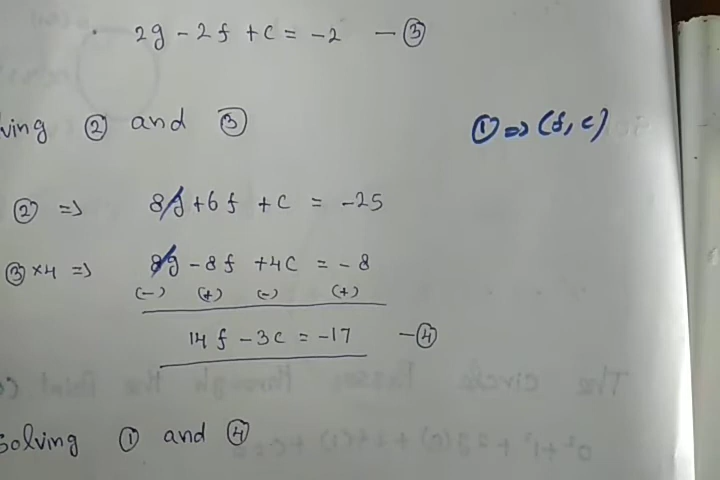 2g - 2f + c = -2 — ③
ving ② and ③
① => (f, c)
② => 8g + 6f + c = -25
③ ×4 => 8g - 8f + 4c = -8
(-) (+) (-) (+)
14f - 3c = -17 — ④
Solving ① and ④